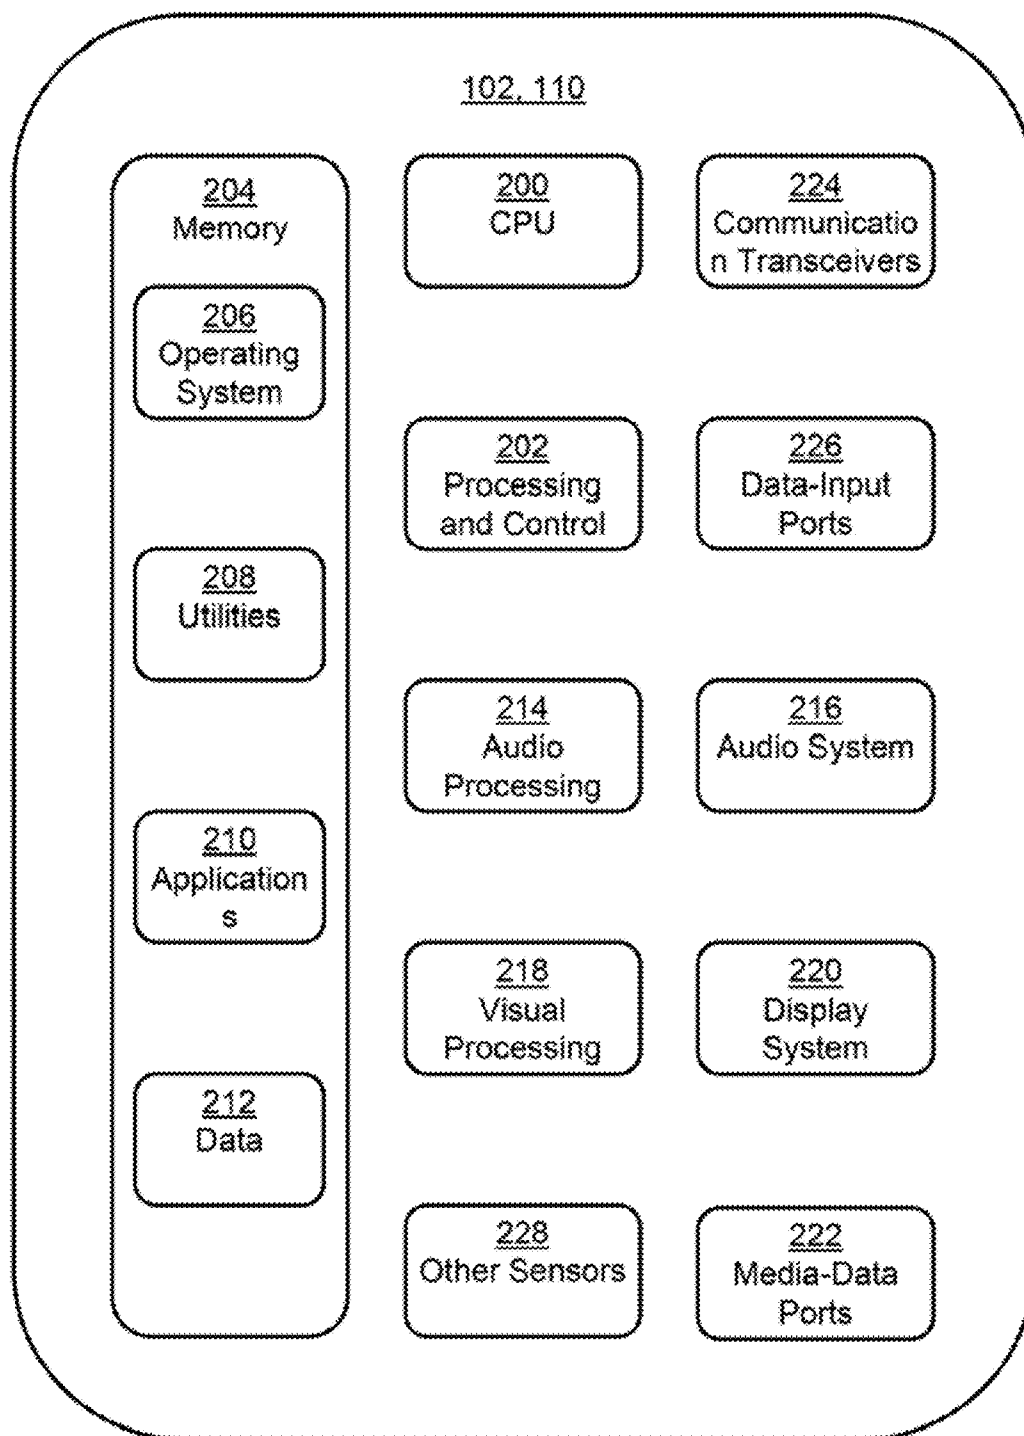 102, 110
204
Memory
206
Operating
System
208
Utilities
210
Application
s
212
Data
200
CPU
202
Processing
and Control
214
Audio
Processing
218
Visual
Processing
228
Other Sensors
224
Communicatio
n Transceivers
226
Data-Input
Ports
216
Audio System
220
Display
System
222
Media-Data
Ports